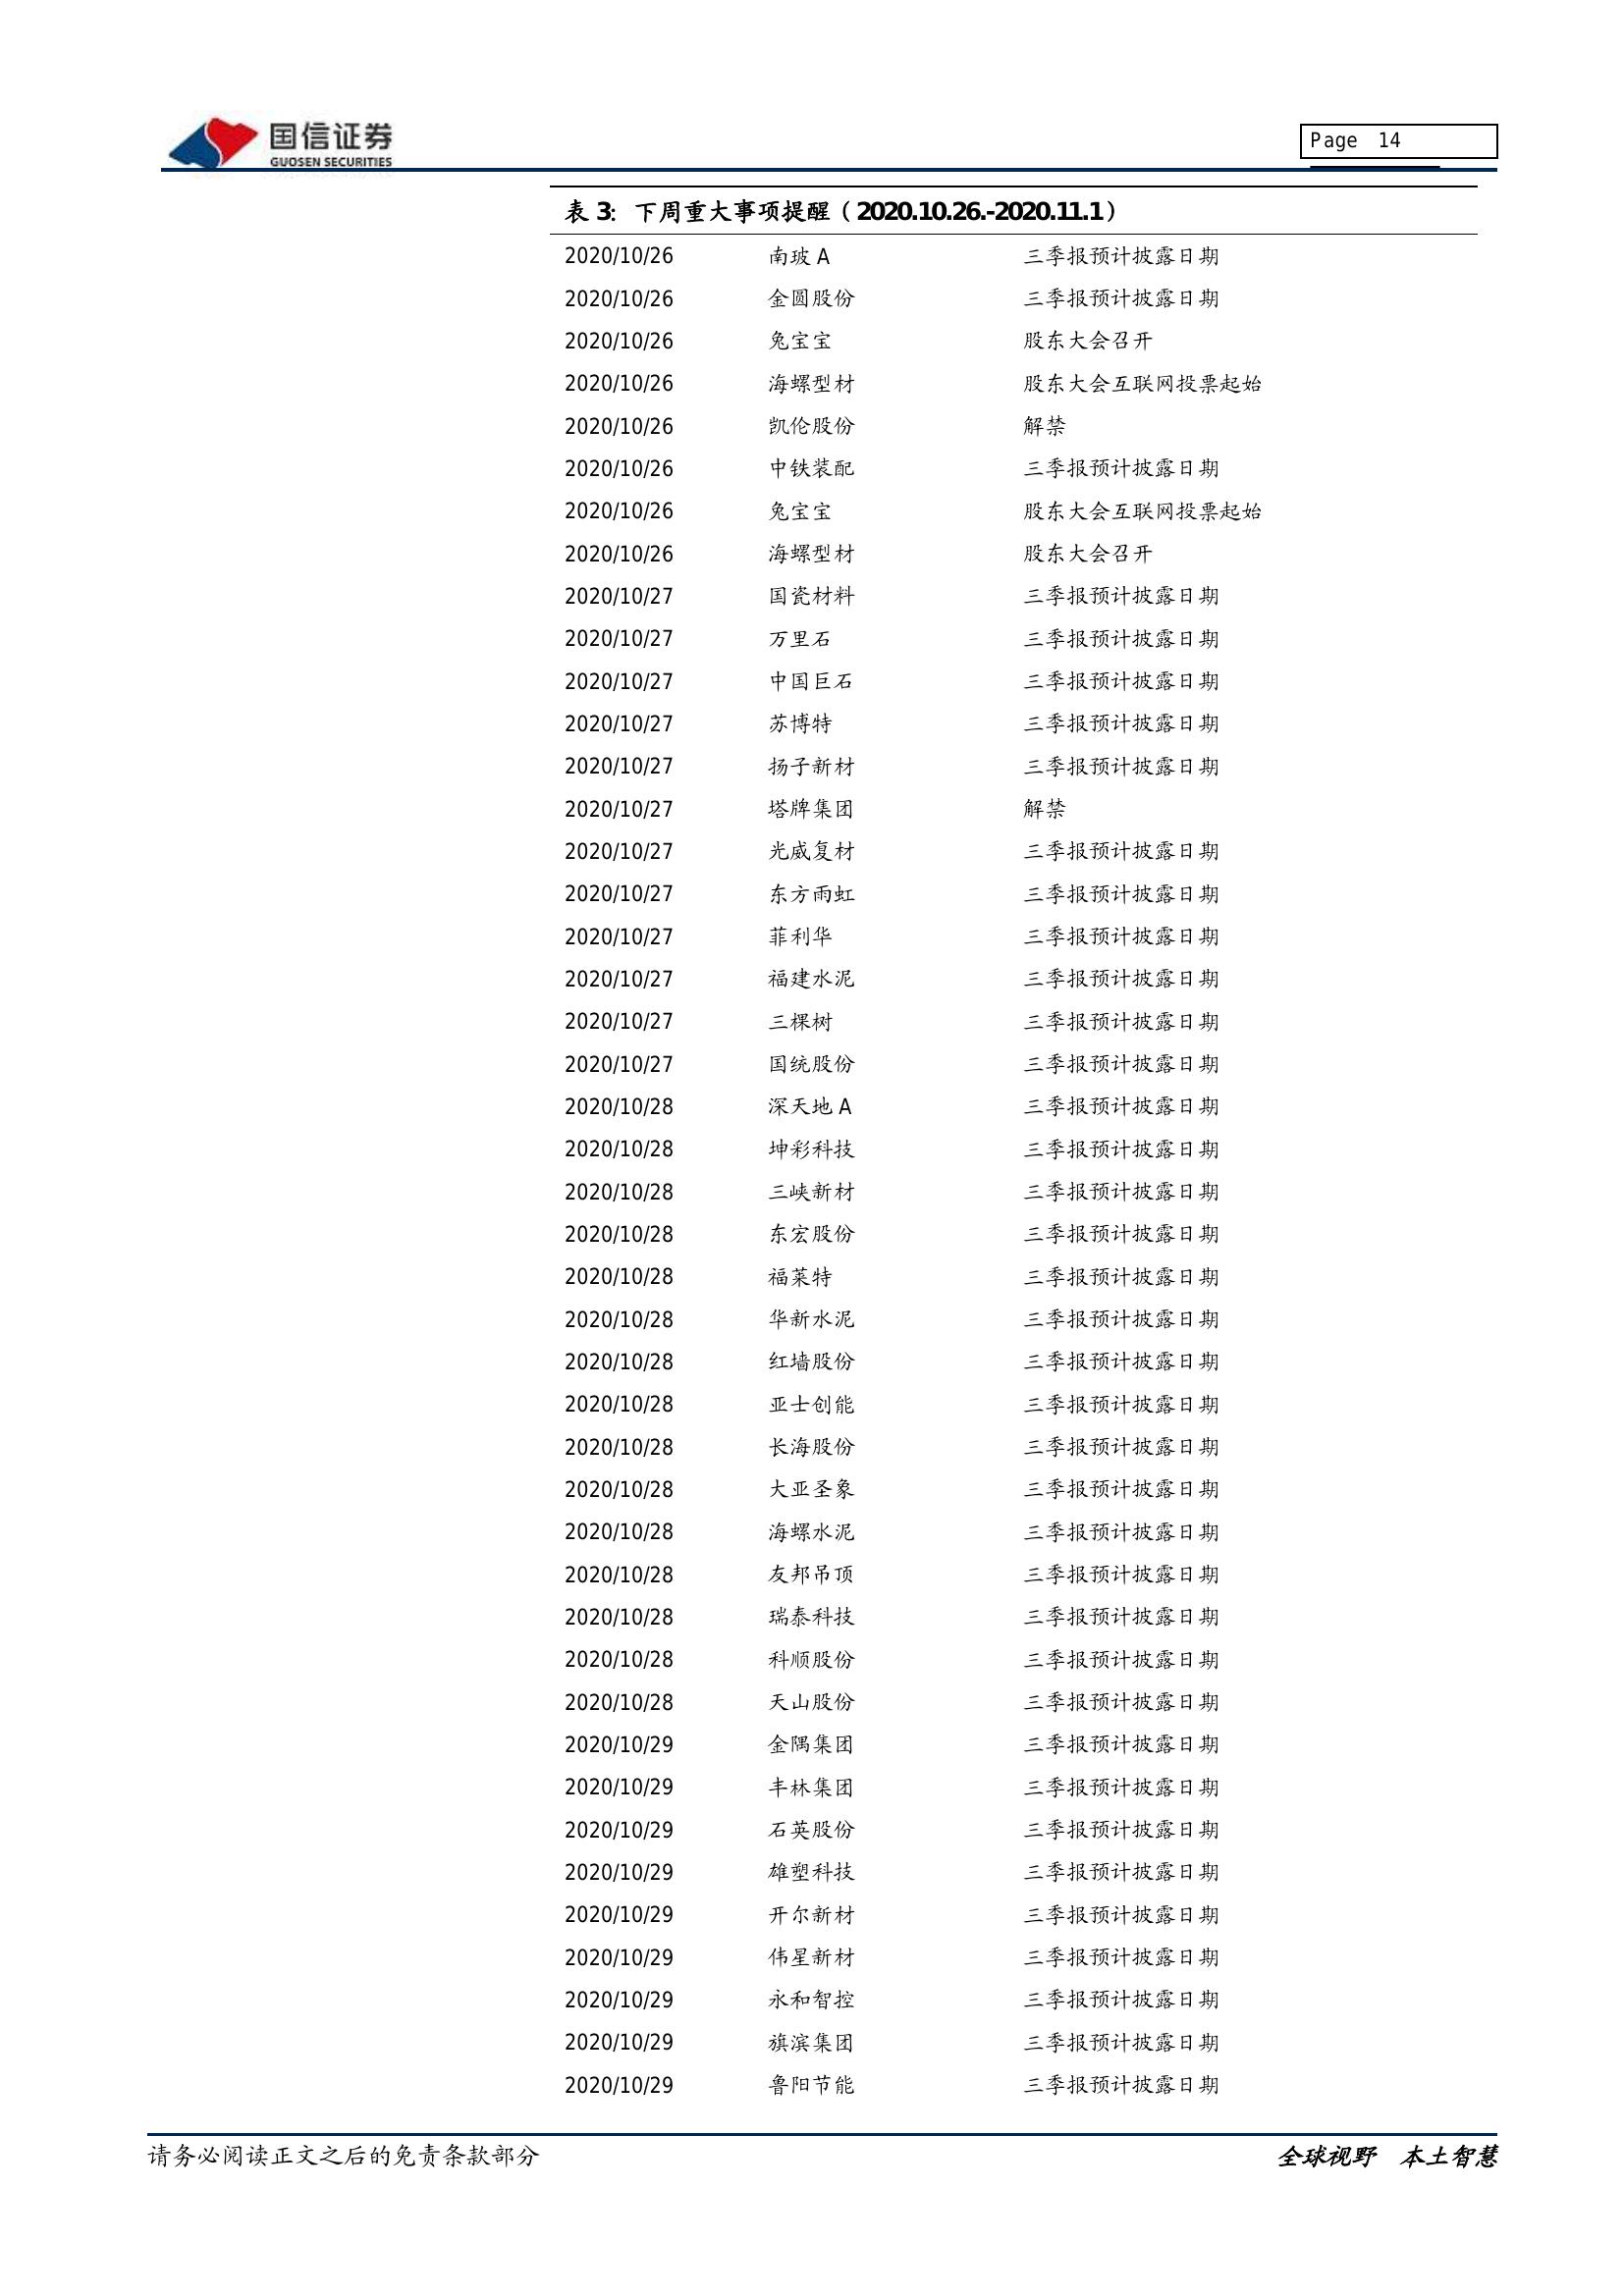 国信证券
GUOSEN SECURITIES
Page 14
表 3: 下周重大事项提醒（2020.10.26.-2020.11.1）
2020/10/26 南玻 A 三季报预计披露日期
2020/10/26 金圆股份 三季报预计披露日期
2020/10/26 兔宝宝 股东大会召开
2020/10/26 海螺型材 股东大会互联网投票起始
2020/10/26 凯伦股份 解禁
2020/10/26 中铁装配 三季报预计披露日期
2020/10/26 兔宝宝 股东大会互联网投票起始
2020/10/26 海螺型材 股东大会召开
2020/10/27 国瓷材料 三季报预计披露日期
2020/10/27 万里石 三季报预计披露日期
2020/10/27 中国巨石 三季报预计披露日期
2020/10/27 苏博特 三季报预计披露日期
2020/10/27 扬子新材 三季报预计披露日期
2020/10/27 塔牌集团 解禁
2020/10/27 光威复材 三季报预计披露日期
2020/10/27 东方雨虹 三季报预计披露日期
2020/10/27 菲利华 三季报预计披露日期
2020/10/27 福建水泥 三季报预计披露日期
2020/10/27 三棵树 三季报预计披露日期
2020/10/27 国统股份 三季报预计披露日期
2020/10/28 深天地 A 三季报预计披露日期
2020/10/28 坤彩科技 三季报预计披露日期
2020/10/28 三峡新材 三季报预计披露日期
2020/10/28 东宏股份 三季报预计披露日期
2020/10/28 福莱特 三季报预计披露日期
2020/10/28 华新水泥 三季报预计披露日期
2020/10/28 红墙股份 三季报预计披露日期
2020/10/28 亚士创能 三季报预计披露日期
2020/10/28 长海股份 三季报预计披露日期
2020/10/28 大亚圣象 三季报预计披露日期
2020/10/28 海螺水泥 三季报预计披露日期
2020/10/28 友邦吊顶 三季报预计披露日期
2020/10/28 瑞泰科技 三季报预计披露日期
2020/10/28 科顺股份 三季报预计披露日期
2020/10/28 天山股份 三季报预计披露日期
2020/10/29 金隅集团 三季报预计披露日期
2020/10/29 丰林集团 三季报预计披露日期
2020/10/29 石英股份 三季报预计披露日期
2020/10/29 雄塑科技 三季报预计披露日期
2020/10/29 开尔新材 三季报预计披露日期
2020/10/29 伟星新材 三季报预计披露日期
2020/10/29 永和智控 三季报预计披露日期
2020/10/29 旗滨集团 三季报预计披露日期
2020/10/29 鲁阳节能 三季报预计披露日期
请务必阅读正文之后的免责条款部分 全球视野 本土智慧